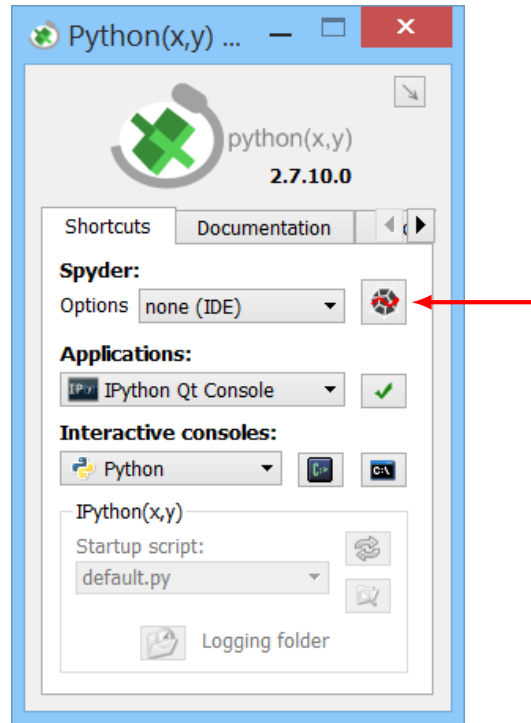 Python(x,y) ...
python(x,y)
2.7.10.0
Shortcuts Documentation
Spyder:
Options none (IDE)
Applications:
IPython Qt Console
Interactive consoles:
Python
IPython(x,y)
Startup script:
default.py
Logging folder